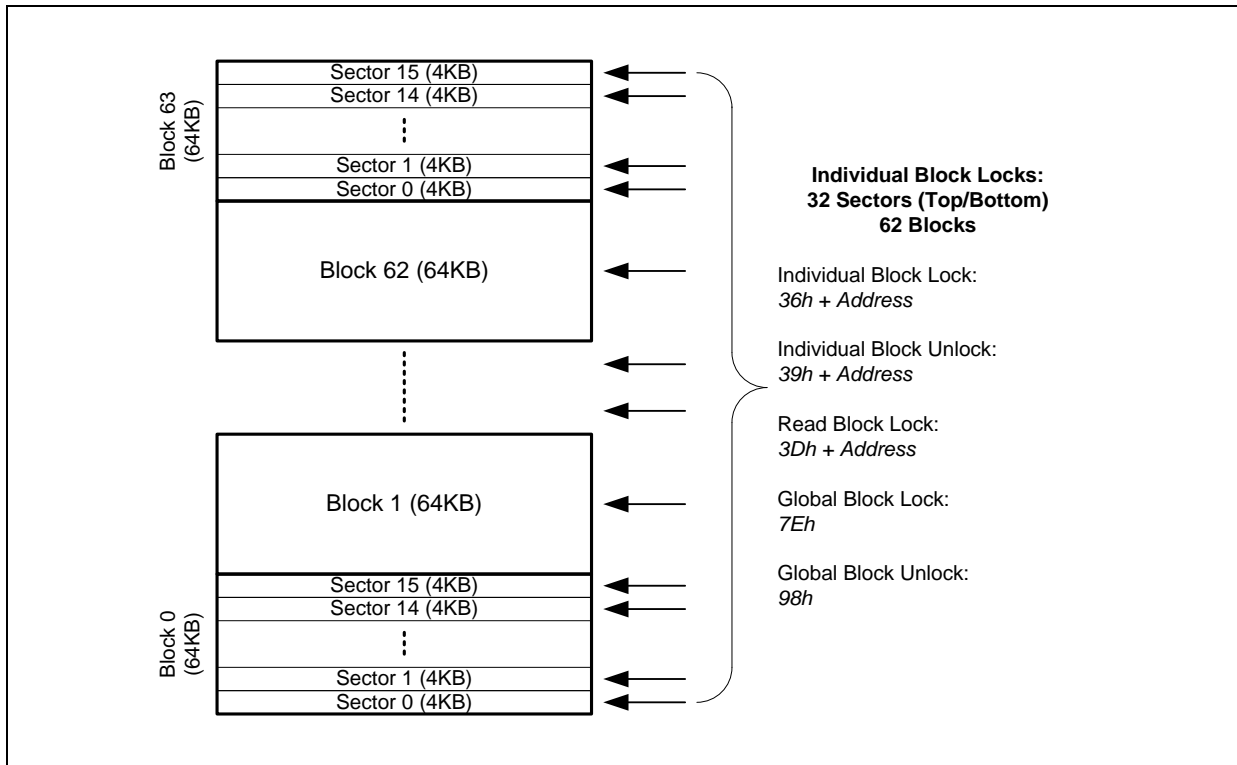 Block 63
(64KB)
Sector 15 (4KB)
Sector 14 (4KB)
Sector 1 (4KB)
Sector 0 (4KB)
Block 62 (64KB)
Block 1 (64KB)
Block 0
(64KB)
Sector 15 (4KB)
Sector 14 (4KB)
Sector 1 (4KB)
Sector 0 (4KB)
Individual Block Locks:
32 Sectors (Top/Bottom)
62 Blocks
Individual Block Lock:
36h + Address
Individual Block Unlock:
39h + Address
Read Block Lock:
3Dh + Address
Global Block Lock:
7Eh
Global Block Unlock:
98h